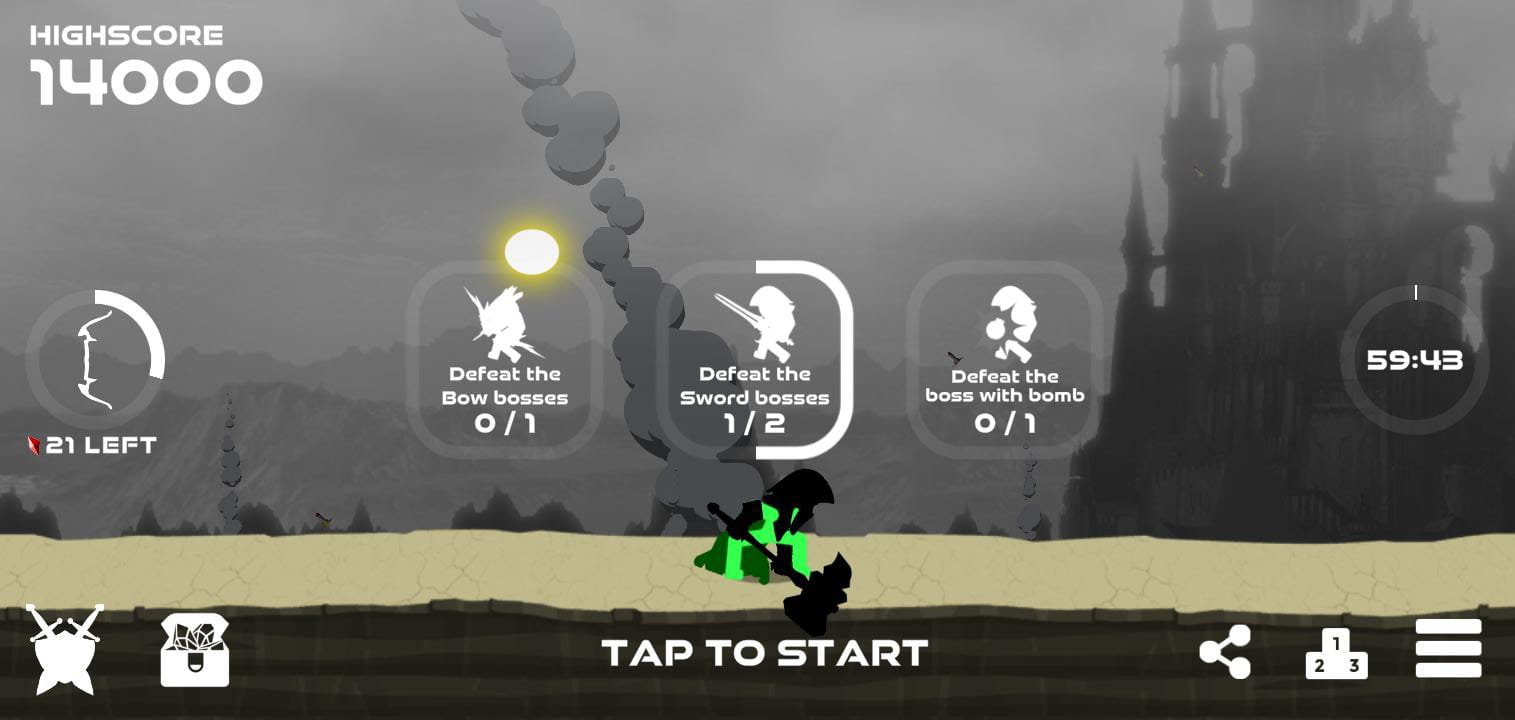 HIGHSCORE
14000
Defeat the
Bow bosses
0 / 1
Defeat the
Sword bosses
1 / 2
Defeat the
boss with bomb
0 / 1
59:43
21 LEFT
TAP TO START
1
2 3